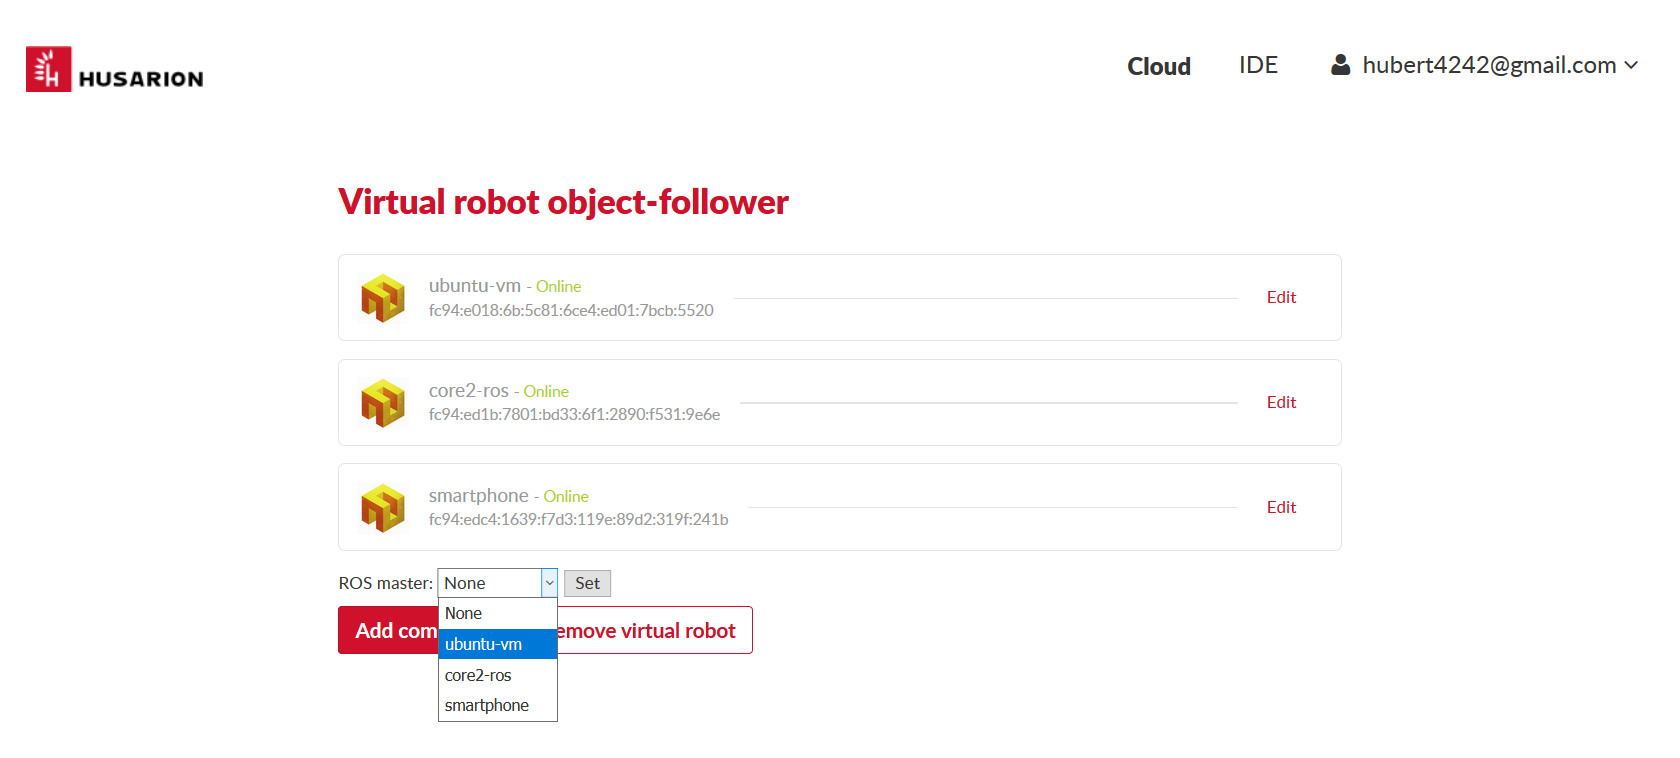 HUSARION
Cloud IDE hubert4242@gmail.com
Virtual robot object-follower
ubuntu-vm - Online
fc94:e018:6b:5c81:6ce4:ed01:7bcb:5520
Edit
core2-ros - Online
fc94:ed1b:7801:bd33:6f1:2890:f531:9e6e
Edit
smartphone - Online
fc94:edc4:1639:f7d3:119e:89d2:319f:241b
Edit
ROS master: None Set
None
Add com emove virtual robot
ubuntu-vm
core2-ros
smartphone